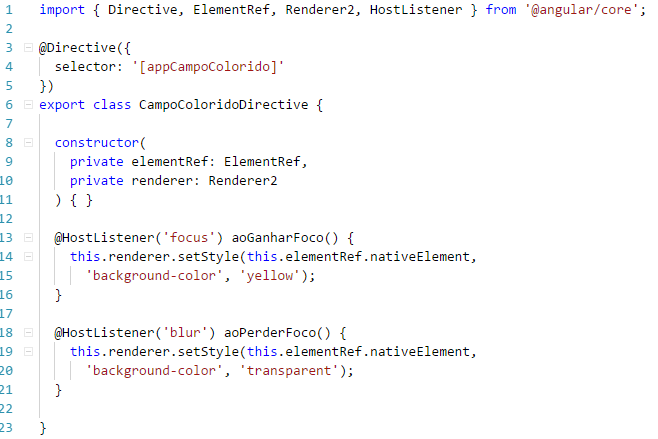 1 import { Directive, ElementRef, Renderer2, HostListener } from '@angular/core';
2
3 @Directive({
4   selector: '[appCampoColorido]'
5 })
6 export class CampoColoridoDirective {
7
8   constructor(
9     private elementRef: ElementRef,
10     private renderer: Renderer2
11   ) { }
12
13   @HostListener('focus') aoGanharFoco() {
14     this.renderer.setStyle(this.elementRef.nativeElement,
15       'background-color', 'yellow');
16   }
17
18   @HostListener('blur') aoPerderFoco() {
19     this.renderer.setStyle(this.elementRef.nativeElement,
20       'background-color', 'transparent');
21   }
22
23 }